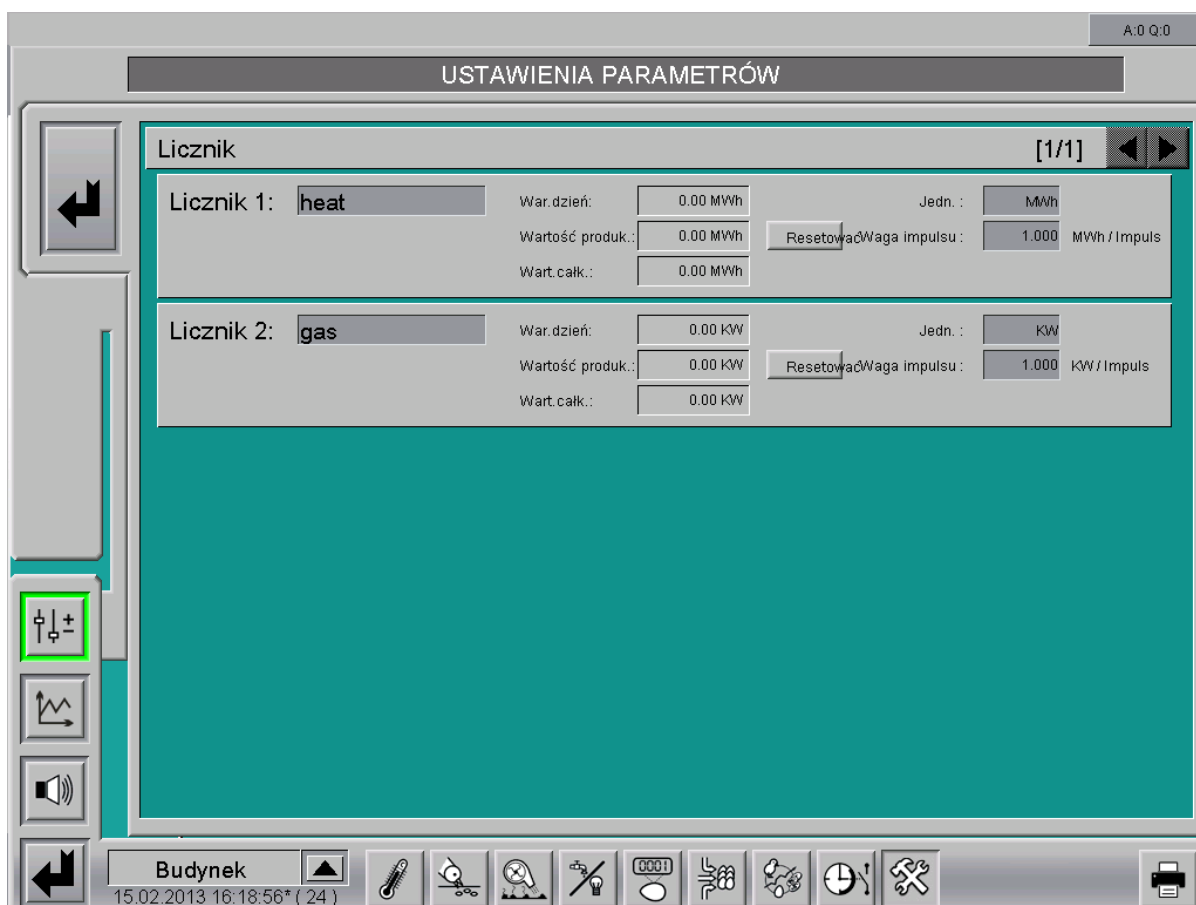 A:0 Q:0
USTAWIENIA PARAMETRÓW
Licznik [1/1]
Licznik 1: heat War.dzień: 0.00 MWh Jedn. : MWh
Wartość produk.: 0.00 MWh Resetować Waga impulsu : 1.000 MWh / Impuls
Wart.całk.: 0.00 MWh
Licznik 2: gas War.dzień: 0.00 KW Jedn. : KW
Wartość produk.: 0.00 KW Resetować Waga impulsu : 1.000 KW / Impuls
Wart.całk.: 0.00 KW
0001
Budynek
15.02.2013 16:18:56* ( 24 )